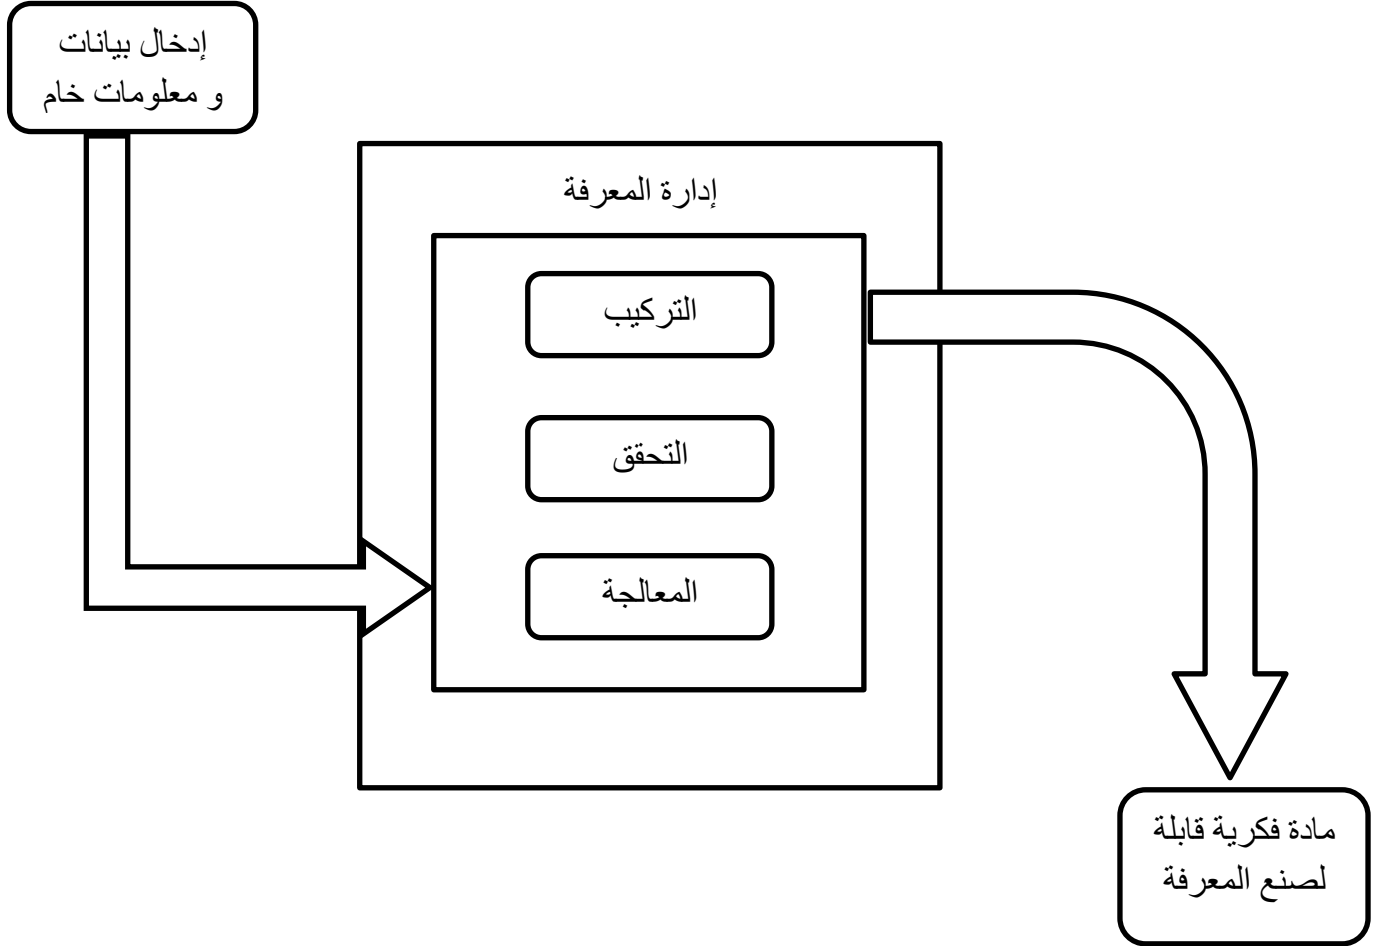 إدخال بيانات
و معلومات خام
إدارة المعرفة
التركيب
التحقق
المعالجة
مادة فكرية قابلة
لصنع المعرفة